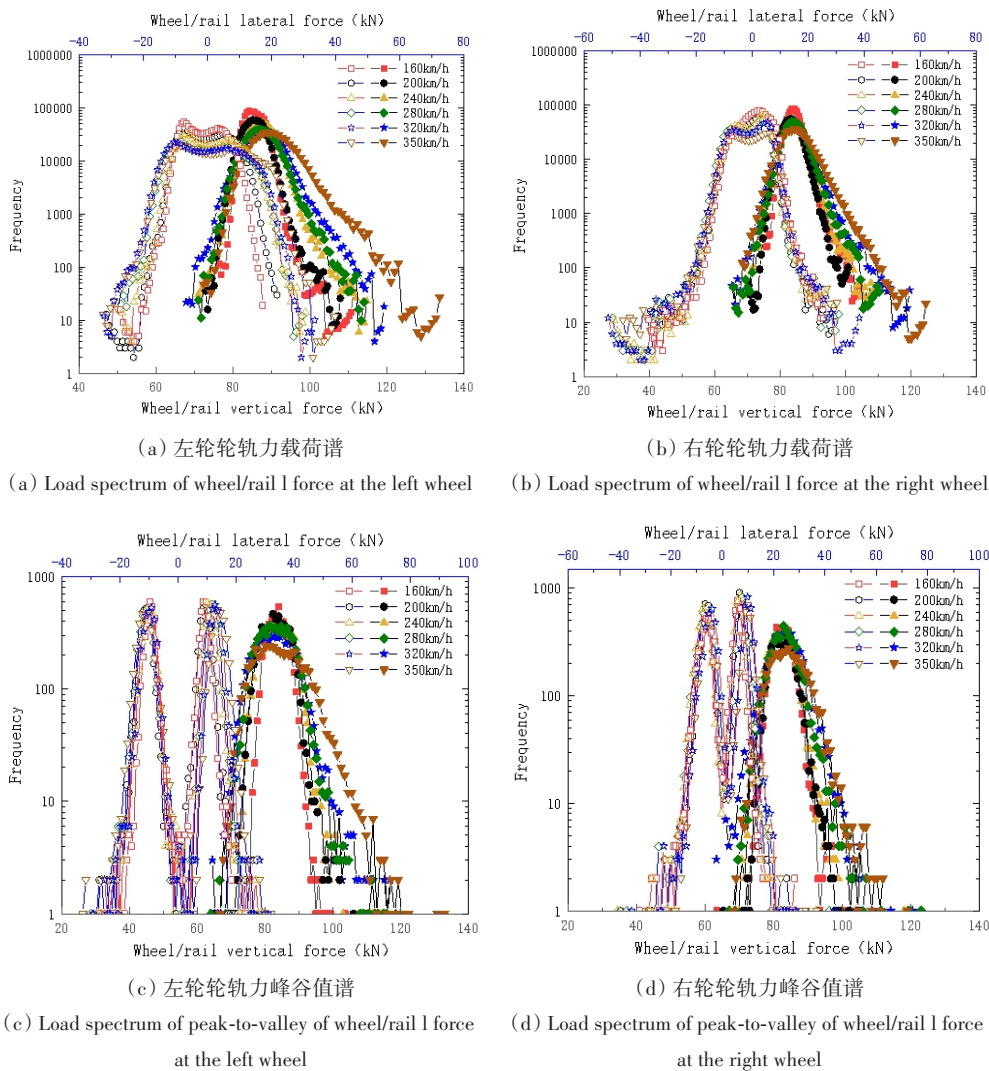 Wheel/rail lateral force (kN)
-40 -20 0 20 40 60 80
1000000
100000
10000
1000
100
10
1
Frequency
160km/h
200km/h
240km/h
280km/h
320km/h
350km/h
40 60 80 100 120 140
Wheel/rail vertical force (kN)
(a)左轮轮轨力载荷谱
(a) Load spectrum of wheel/rail l force at the left wheel
Wheel/rail lateral force (kN)
-60 -40 -20 0 20 40 60 80 100
1000000
100000
10000
1000
100
10
1
Frequency
160km/h
200km/h
240km/h
280km/h
320km/h
350km/h
20 40 60 80 100 120 140
Wheel/rail vertical force (kN)
(b)右轮轮轨力载荷谱
(b) Load spectrum of wheel/rail l force at the right wheel
Wheel/rail lateral force (kN)
-40 -20 0 20 40 60 80 100
1000
100
10
1
Frequency
160km/h
200km/h
240km/h
280km/h
320km/h
350km/h
20 40 60 80 100 120 140
Wheel/rail vertical force (kN)
(c)左轮轮轨力峰谷值谱
(c) Load spectrum of peak-to-valley of wheel/rail l force
at the left wheel
Wheel/rail lateral force (kN)
-60 -40 -20 0 20 40 60 80 100
1000
100
10
1
Frequency
160km/h
200km/h
240km/h
280km/h
320km/h
350km/h
20 40 60 80 100 120 140
Wheel/rail vertical force (kN)
(d)右轮轮轨力峰谷值谱
(d) Load spectrum of peak-to-valley of wheel/rail l force
at the right wheel